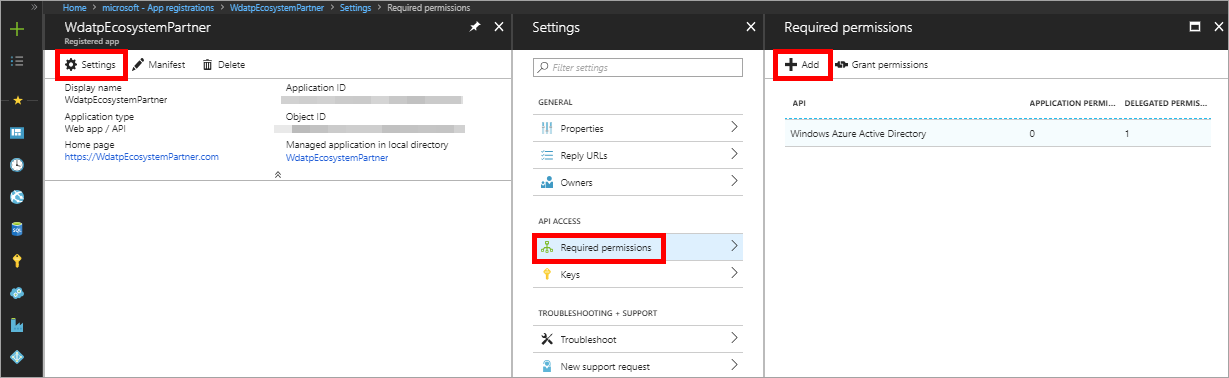 Home > microsoft - App registrations > WdatpEcosystemPartner > Settings > Required permissions
WdatpEcosystemPartner
Registered app
Settings Manifest Delete
Display name
WdatpEcosystemPartner
Application ID
Application type
Web app / API
Object ID
Home page
https://WdatpEcosystemPartner.com
Managed application in local directory
WdatpEcosystemPartner
Settings
Filter settings
GENERAL
Properties
Reply URLs
Owners
API ACCESS
Required permissions
Keys
TROUBLESHOOTING + SUPPORT
Troubleshoot
New support request
Required permissions
Add Grant permissions
API APPLICATION PERMI... DELEGATED PERMIS...
Windows Azure Active Directory 0 1
SQL